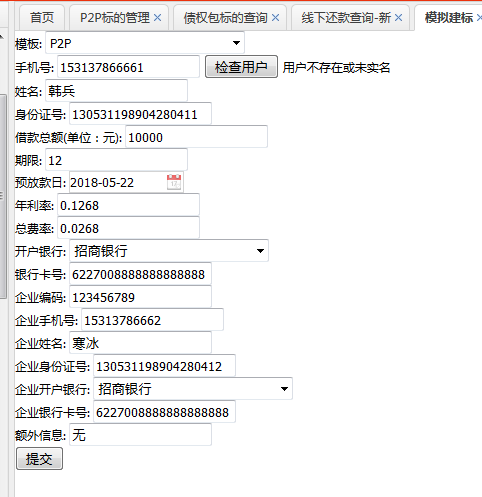 首页 P2P标的管理 债权包标的查询 线下还款查询-新 模拟建标
模板: P2P
手机号: 153137866661 检查用户 用户不存在或未实名
姓名: 韩兵
身份证号: 130531198904280411
借款总额(单位：元): 10000
期限: 12
预放款日: 2018-05-22
年利率: 0.1268
总费率: 0.0268
开户银行: 招商银行
银行卡号: 6227008888888888888
企业编码: 123456789
企业手机号: 15313786662
企业姓名: 寒冰
企业身份证号: 130531198904280412
企业开户银行: 招商银行
企业银行卡号: 6227008888888888888
额外信息: 无
提交